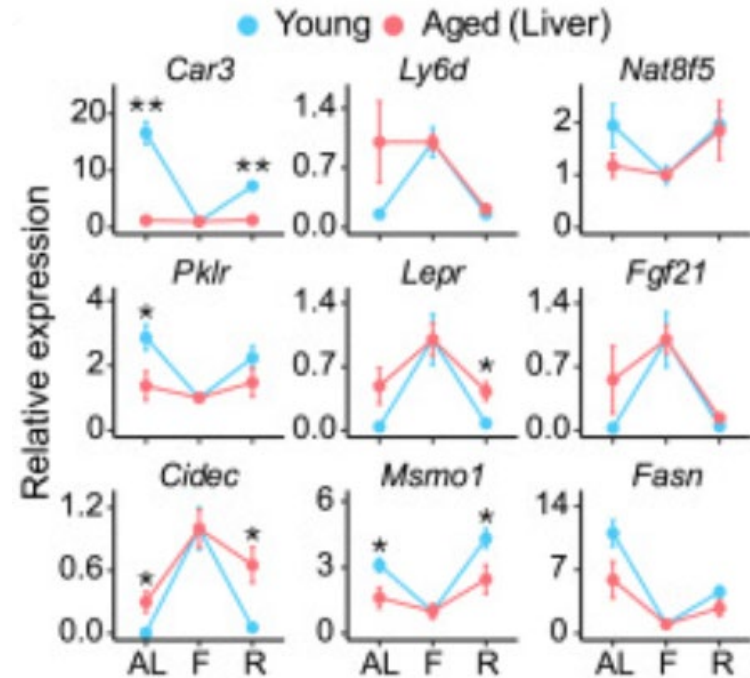 Young Aged (Liver)
Car3 Ly6d Nat8f5
20 10 0
**
**
1.4 0.7 0.0
2 1 0
Relative expression
Pklr Lepr Fgf21
4 2 0
*
1.4 0.7 0.0
*
1.4 0.7 0.0
Cidec Msmo1 Fasn
1.2 0.6 0.0
*
*
6 3 0
*
*
14 7 0
AL F R AL F R AL F R